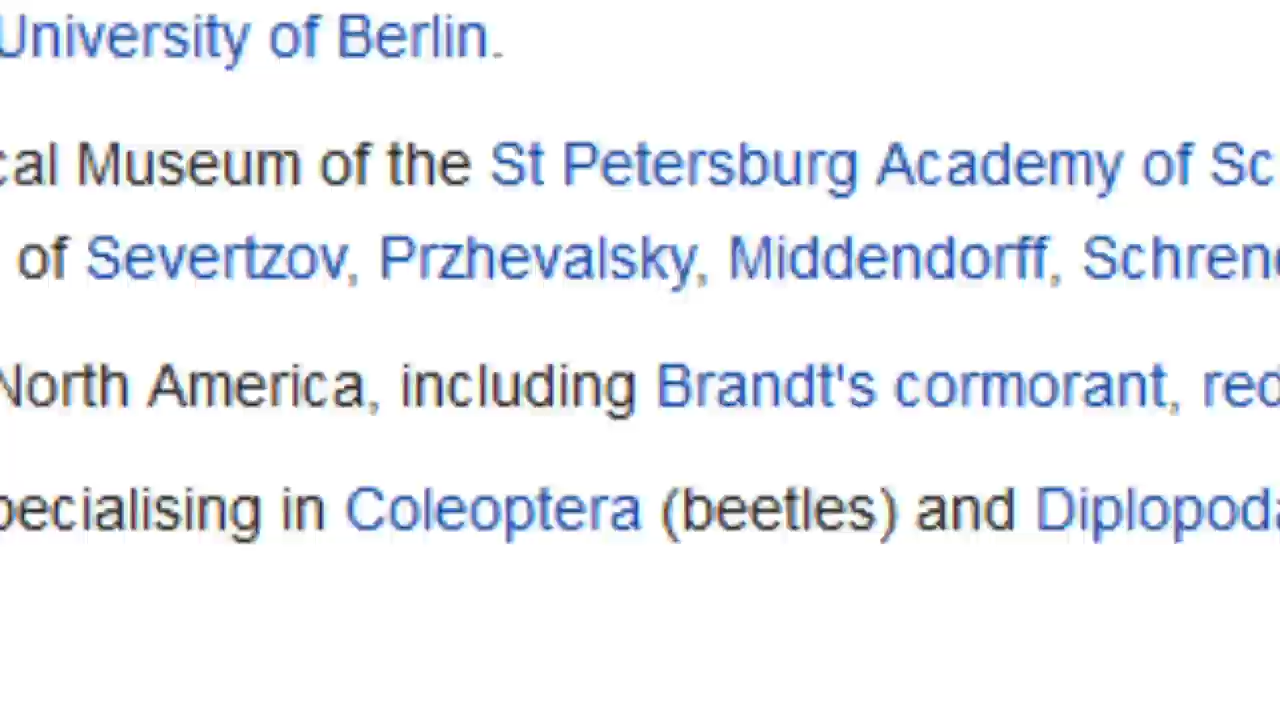 University of Berlin.
cal Museum of the St Petersburg Academy of Sc
of Severtzov, Przhevalsky, Middendorff, Schren
North America, including Brandt's cormorant, red
pecialising in Coleoptera (beetles) and Diplopoda